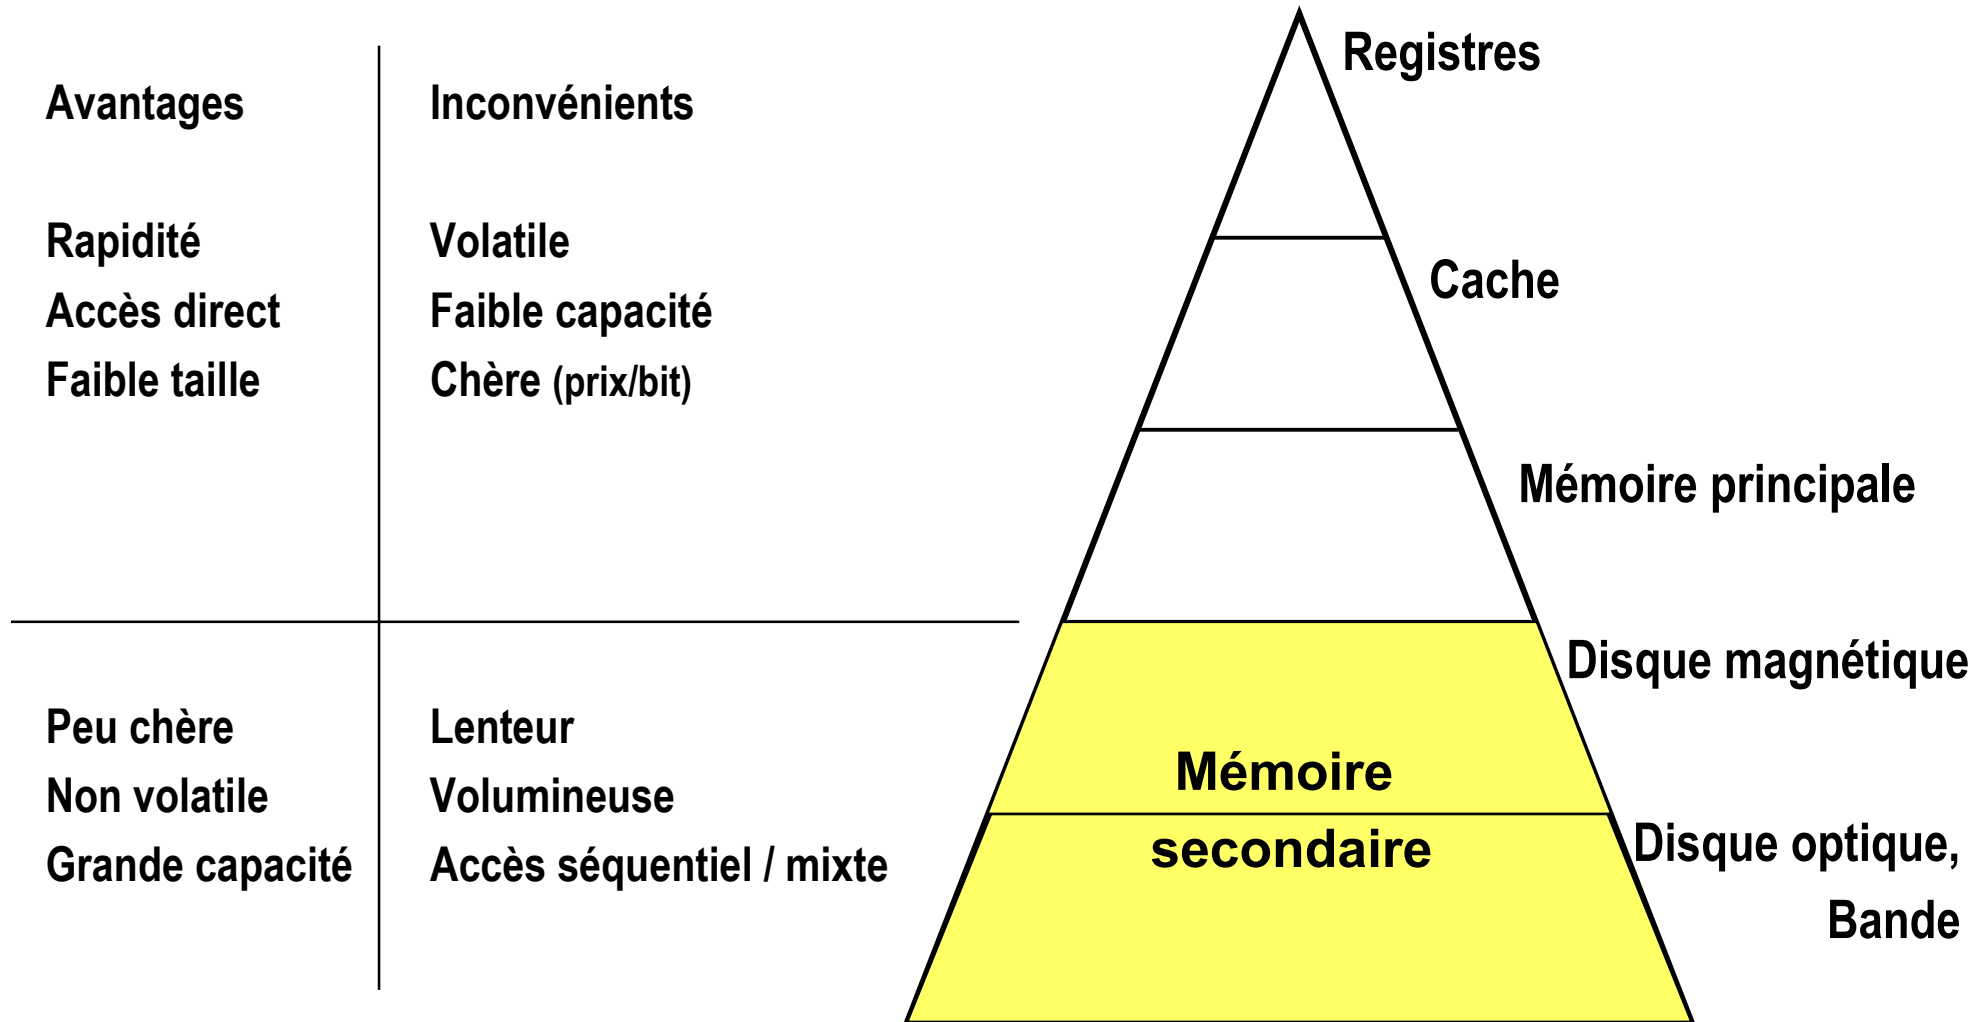 Avantages
Inconvénients
Rapidité
Volatile
Accès direct
Faible capacité
Faible taille
Chère (prix/bit)
Peu chère
Lenteur
Non volatile
Volumineuse
Grande capacité
Accès séquentiel / mixte
Registres
Cache
Mémoire principale
Disque magnétique
Mémoire
secondaire
Disque optique,
Bande